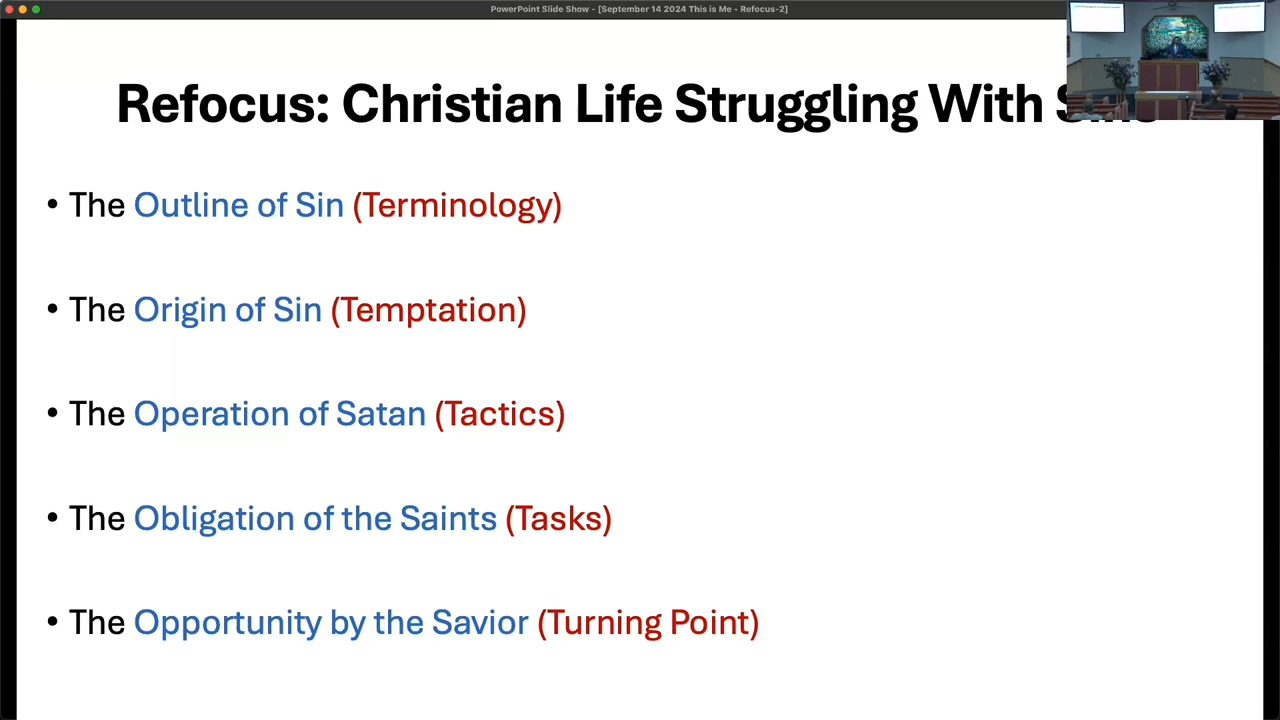 PowerPoint Slide Show - [September 14 2024 This is Me - Refocus-2]
Refocus: Christian Life Struggling With
• The Outline of Sin (Terminology)
• The Origin of Sin (Temptation)
• The Operation of Satan (Tactics)
• The Obligation of the Saints (Tasks)
• The Opportunity by the Savior (Turning Point)